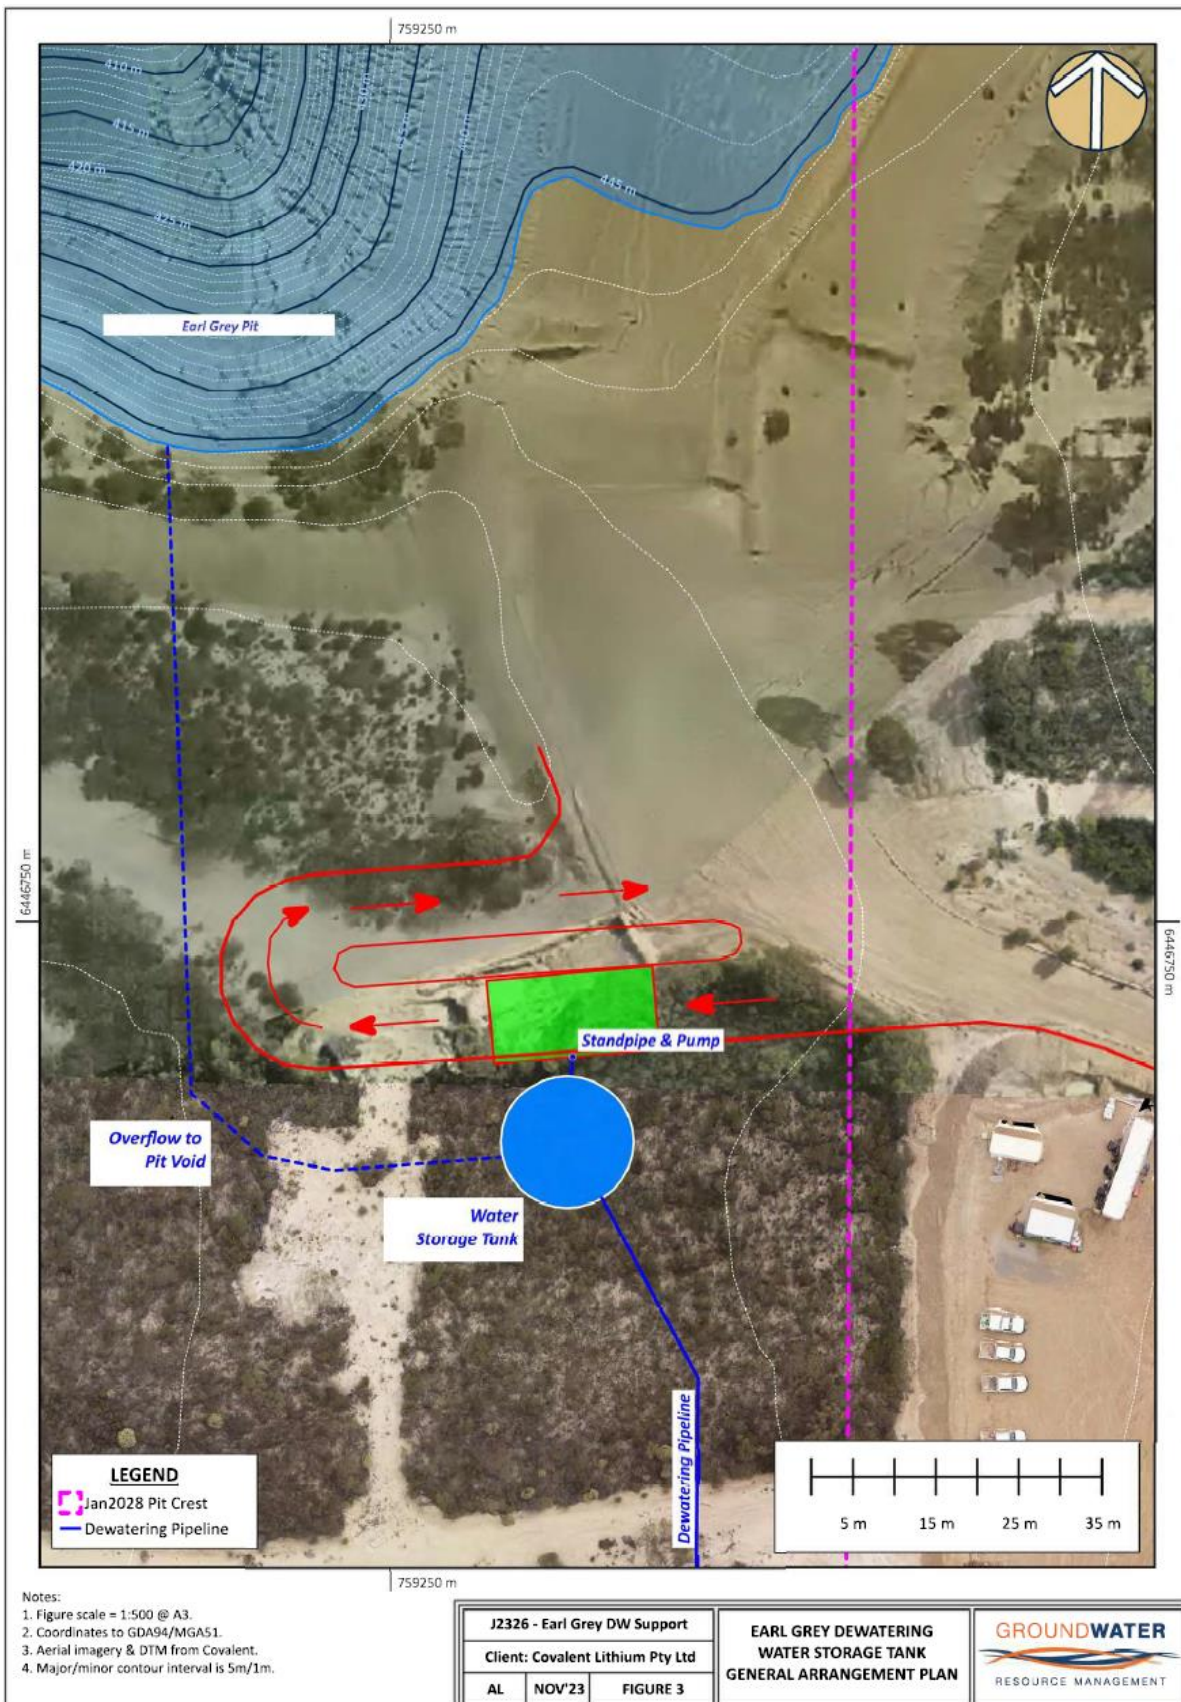 759250 m
410 m
415 m
420 m
425 m
445 m
Earl Grey Pit
6446750 m
6446750 m
Standpipe & Pump
Overflow to
Pit Void
Water
Storage Tank
Dewatering Pipeline
LEGEND
Jan2028 Pit Crest
Dewatering Pipeline
5 m 15 m 25 m 35 m
759250 m
Notes:
1. Figure scale = 1:500 @ A3.
2. Coordinates to GDA94/MGA51.
3. Aerial imagery & DTM from Covalent.
4. Major/minor contour interval is 5m/1m.
J2326 - Earl Grey DW Support
Client: Covalent Lithium Pty Ltd
AL NOV'23 FIGURE 3
EARL GREY DEWATERING
WATER STORAGE TANK
GENERAL ARRANGEMENT PLAN
GROUNDWATER
RESOURCE MANAGEMENT